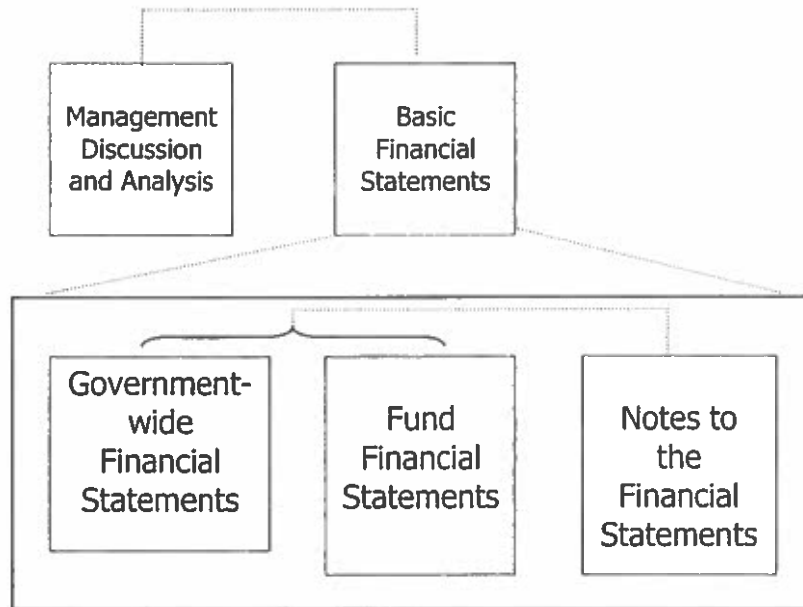 Management
Discussion
and Analysis
Basic
Financial
Statements
Government-
wide
Financial
Statements
Fund
Financial
Statements
Notes to
the
Financial
Statements